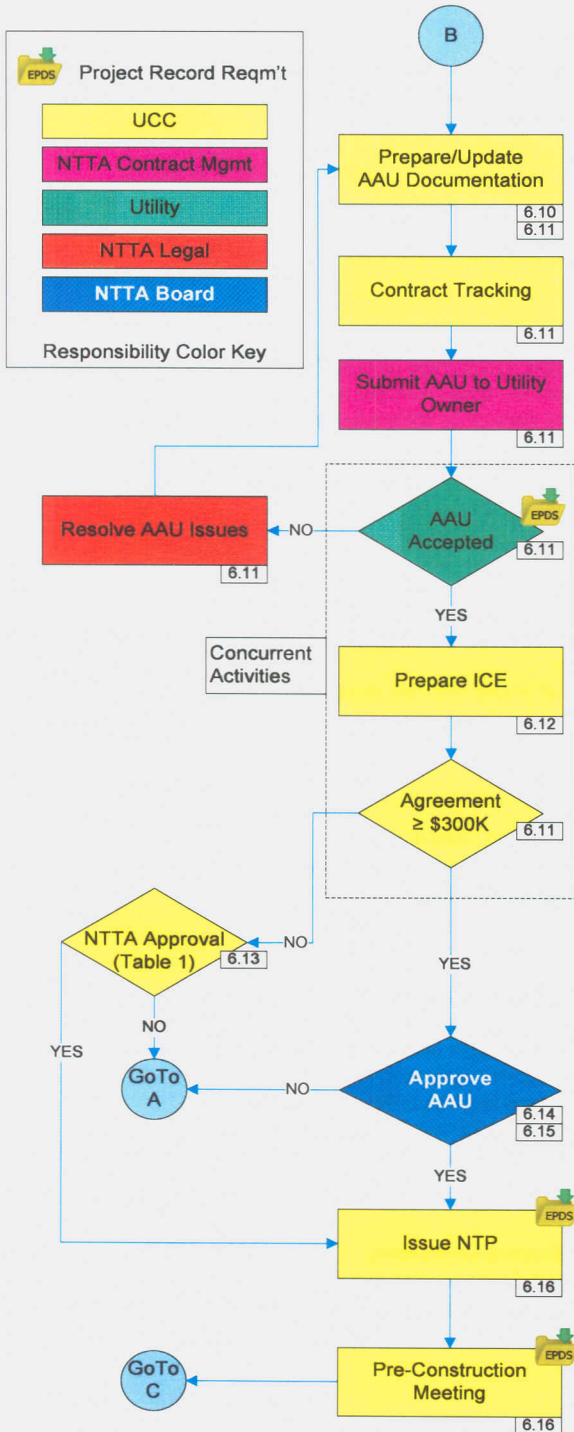 B
EPDS
Project Record Reqm't
UCC
NTTA Contract Mgmt
Utility
NTTA Legal
NTTA Board
Responsibility Color Key
Prepare/Update
AAU Documentation
6.10
6.11
Contract Tracking
6.11
Submit AAU to Utility
Owner
6.11
EPDS
AAU
Accepted
6.11
NO
Resolve AAU Issues
6.11
YES
Concurrent
Activities
Prepare ICE
6.12
Agreement
≥ $300K
6.11
NO
NTTA Approval
(Table 1)
6.13
YES
NO
YES
GoTo
A
NO
Approve
AAU
6.14
6.15
YES
EPDS
Issue NTP
6.16
EPDS
Pre-Construction
Meeting
6.16
GoTo
C